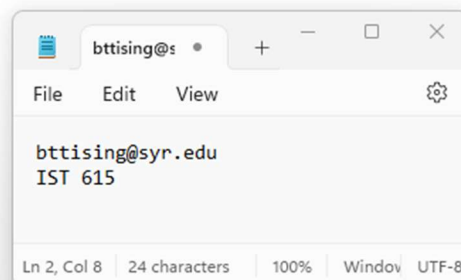 bttising@s
File Edit View
bttising@syr.edu
IST 615
Ln 2, Col 8 24 characters 100% Window UTF-8